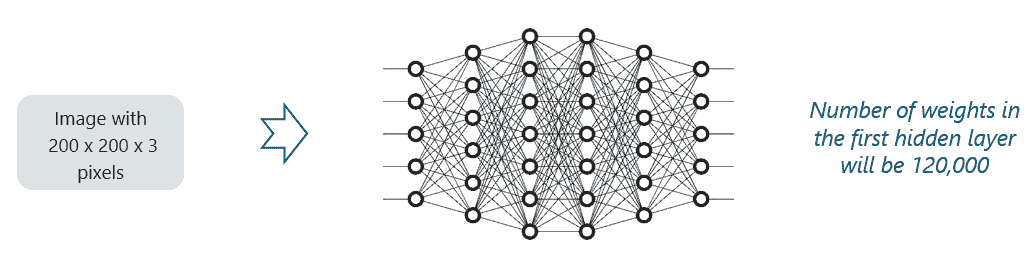 Image with
200 x 200 x 3
pixels
Number of weights in
the first hidden layer
will be 120,000